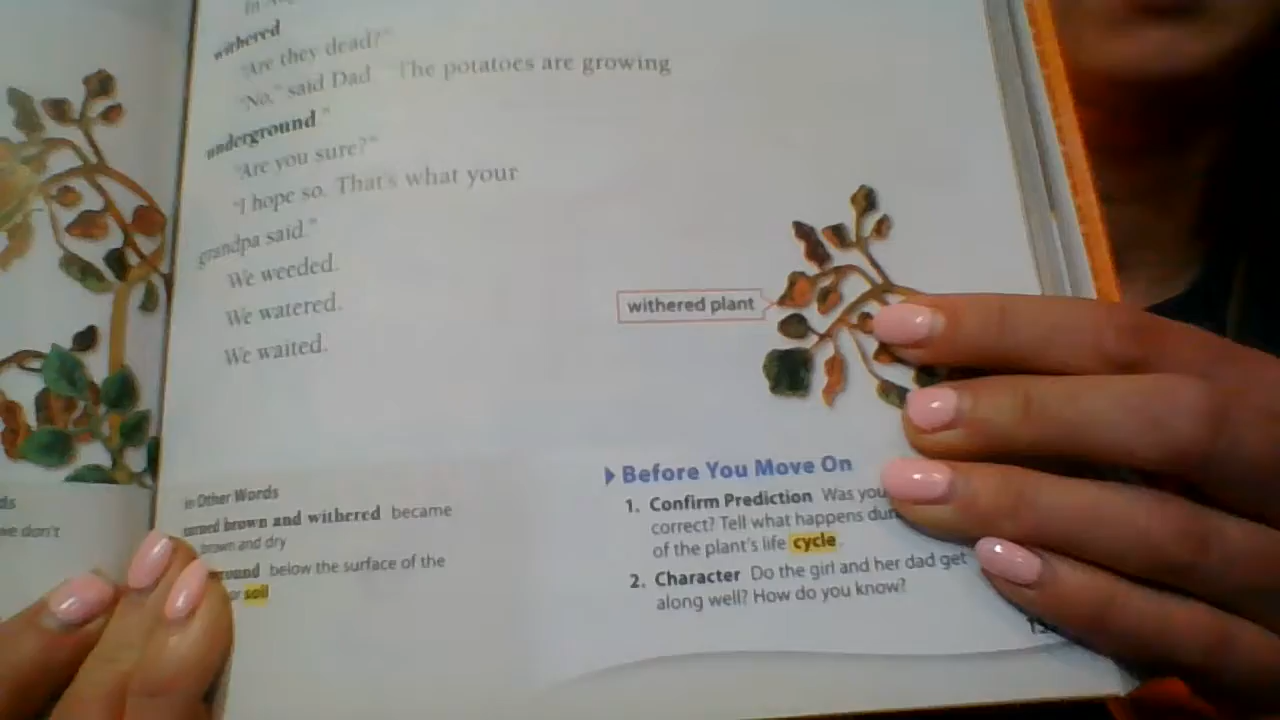 in
withered
"Are they dead?"
"No," said Dad. "The potatoes are growing
underground."
"Are you sure?"
"I hope so. That's what your
grandpa said."
We weeded.
We watered.
We waited.
withered plant
we don't
In Other Words
turned brown and withered became
brown and dry
below the surface of the
or soil
Before You Move On
1. Confirm Prediction Was you
correct? Tell what happens
of the plant's life cycle.
2. Character Do the girl and her dad get
along well? How do you know?